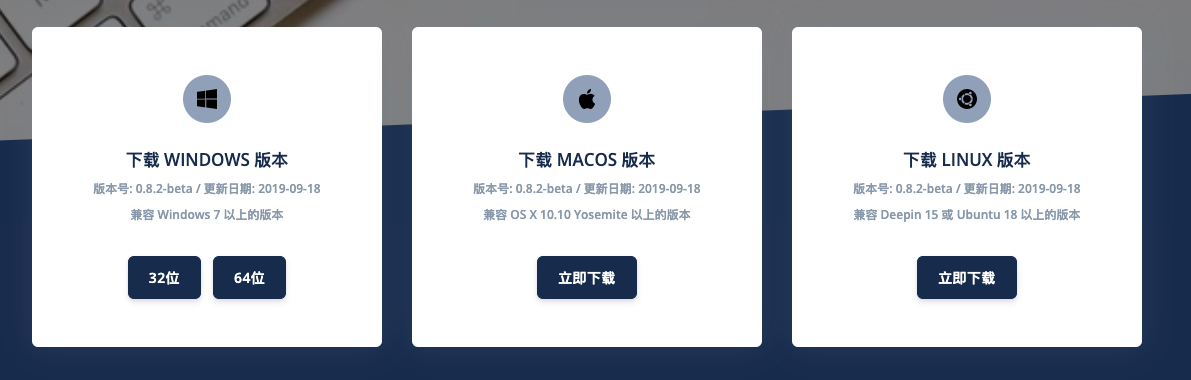 mmand
下载 WINDOWS 版本
版本号: 0.8.2-beta / 更新日期: 2019-09-18
兼容 Windows 7 以上的版本
32位
64位
下载 MACOS 版本
版本号: 0.8.2-beta / 更新日期: 2019-09-18
兼容 OS X 10.10 Yosemite 以上的版本
立即下载
下载 LINUX 版本
版本号: 0.8.2-beta / 更新日期: 2019-09-18
兼容 Deepin 15 或 Ubuntu 18 以上的版本
立即下载